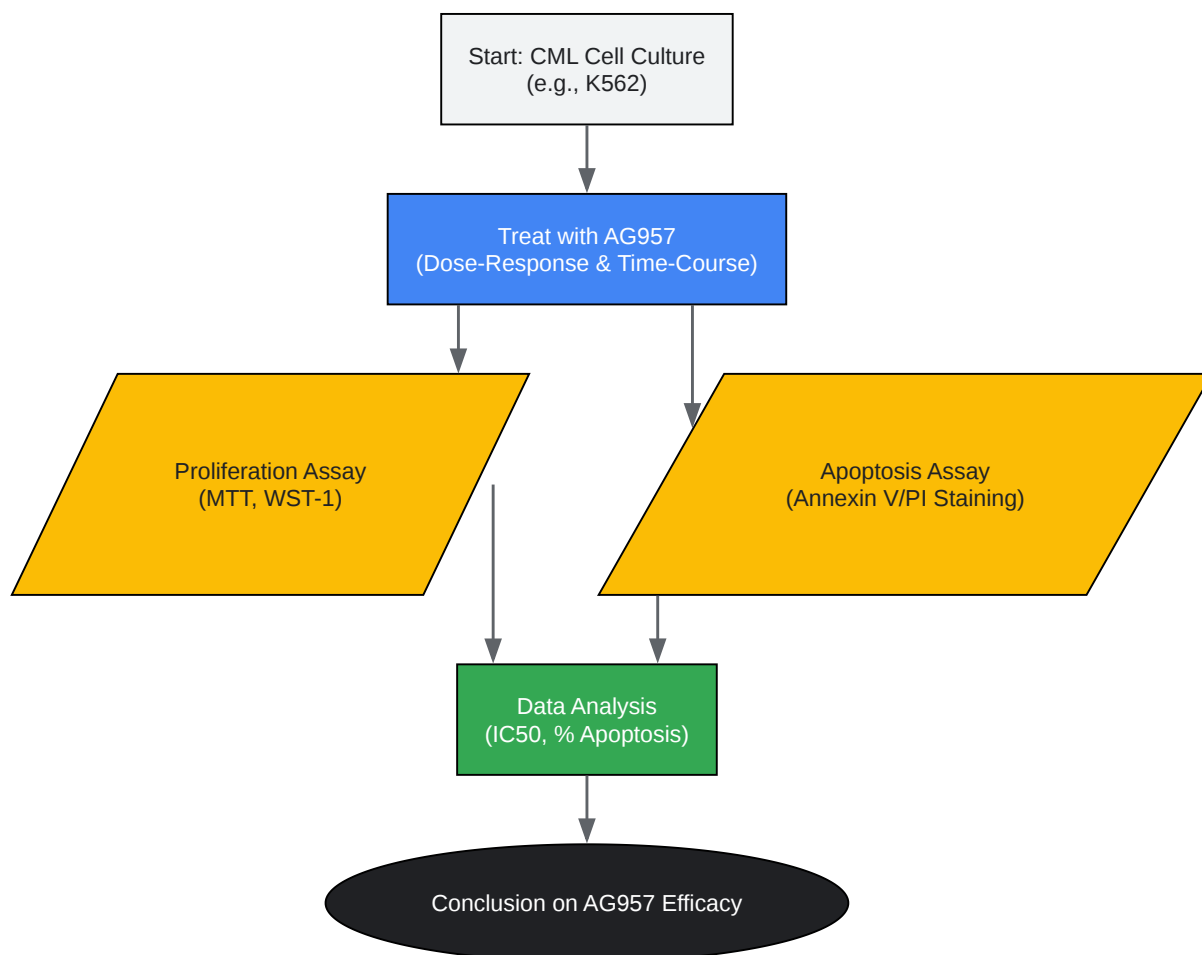 Start: CML Cell Culture
(e.g., K562)
Treat with AG957
(Dose-Response & Time-Course)
Proliferation Assay
(MTT, WST-1)
Apoptosis Assay
(Annexin V/PI Staining)
Data Analysis
(IC50, % Apoptosis)
Conclusion on AG957 Efficacy